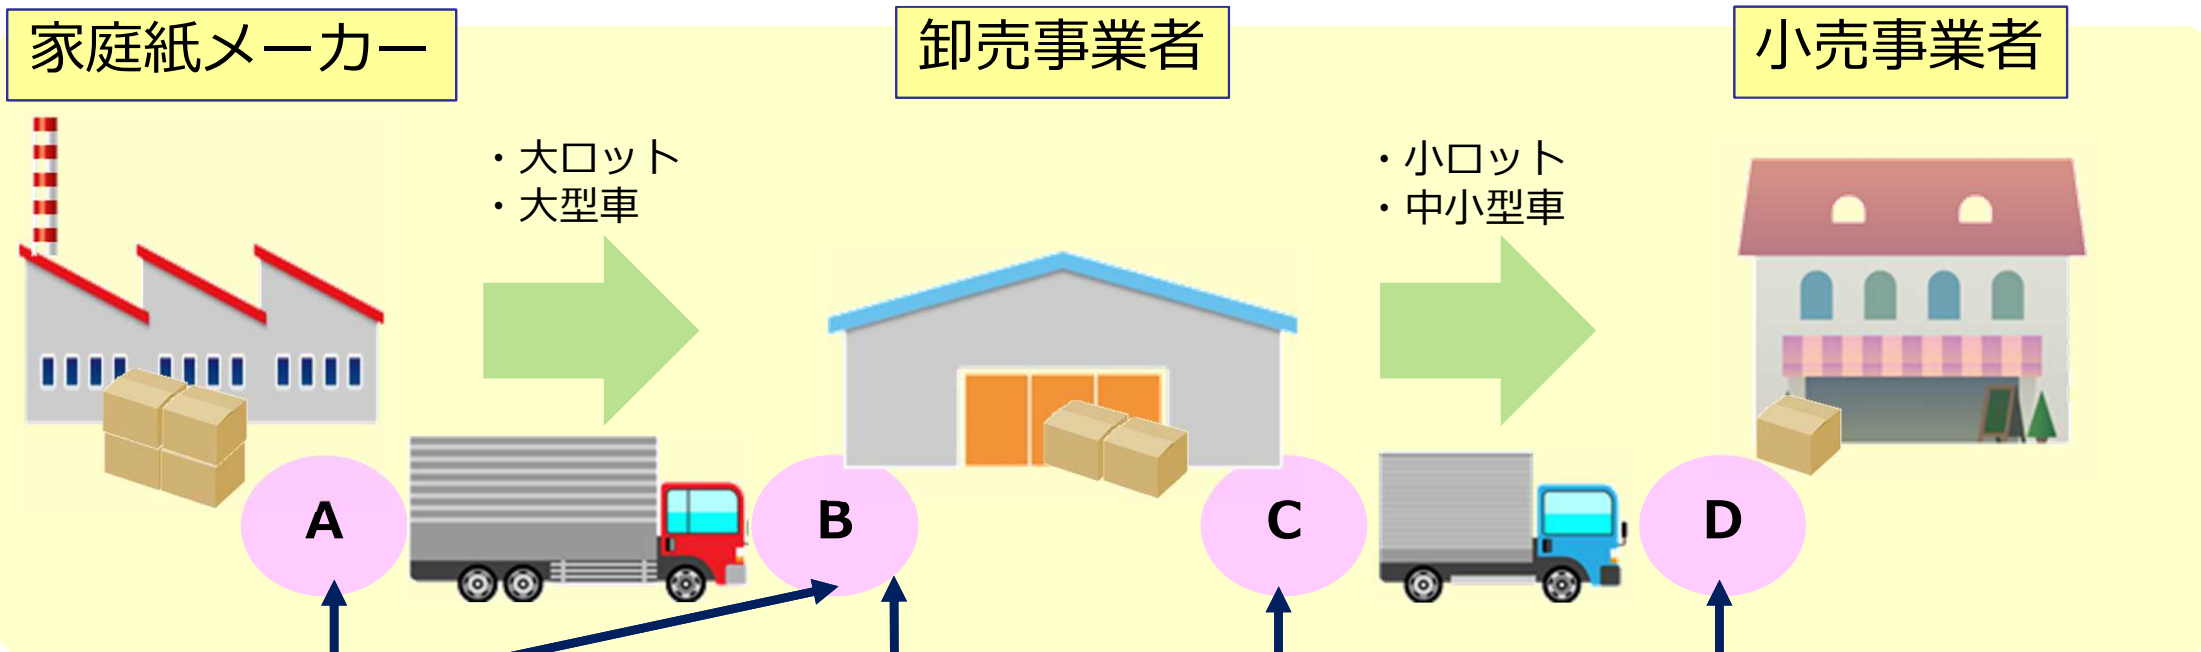 家庭紙メーカー
卸売事業者
小売事業者
・大ロット
・大型車
・小ロット
・中小型車
A
B
C
D